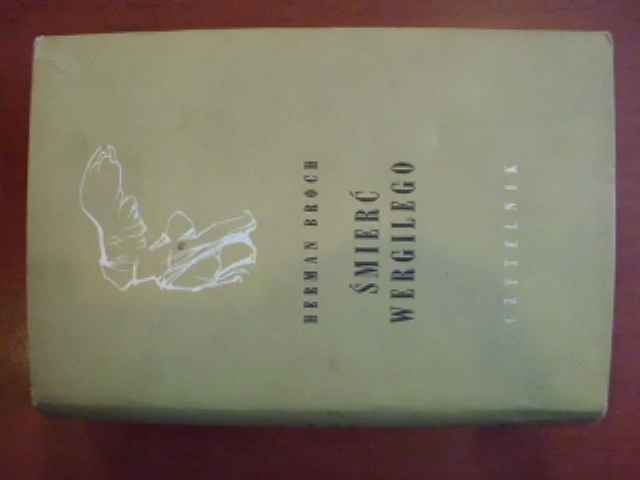 HERMAN BROCH
ŚMIERĆ
WERGILEGO
CZYTELNIK